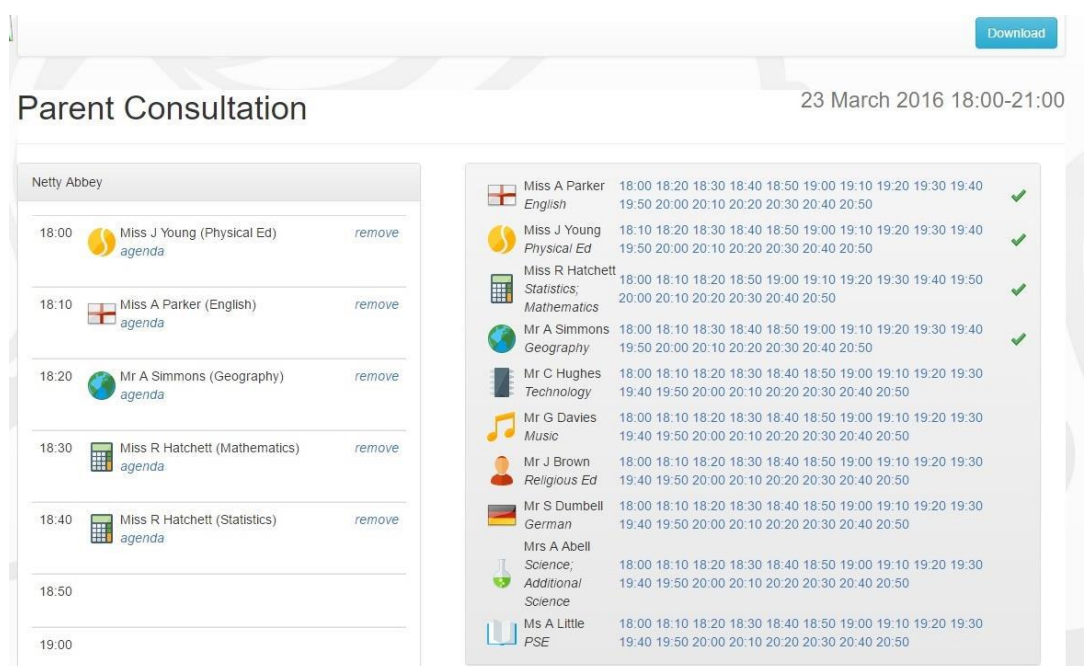 Download
Parent Consultation
23 March 2016 18:00-21:00
Netty Abbey
18:00 Miss J Young (Physical Ed) remove
agenda
18:10 Miss A Parker (English) remove
agenda
18:20 Mr A Simmons (Geography) remove
agenda
18:30 Miss R Hatchett (Mathematics) remove
agenda
18:40 Miss R Hatchett (Statistics) remove
agenda
18:50
19:00
Miss A Parker 18:00 18:20 18:30 18:40 18:50 19:00 19:10 19:20 19:30 19:40
English 19:50 20:00 20:10 20:20 20:30 20:40 20:50
Miss J Young 18:10 18:20 18:30 18:40 18:50 19:00 19:10 19:20 19:30 19:40
Physical Ed 19:50 20:00 20:10 20:20 20:30 20:40 20:50
Miss R Hatchett
Statistics; 18:00 18:10 18:20 18:50 19:00 19:10 19:20 19:30 19:40 19:50
Mathematics 20:00 20:10 20:20 20:30 20:40 20:50
Mr A Simmons 18:00 18:10 18:30 18:40 18:50 19:00 19:10 19:20 19:30 19:40
Geography 19:50 20:00 20:10 20:20 20:30 20:40 20:50
Mr C Hughes 18:00 18:10 18:20 18:30 18:40 18:50 19:00 19:10 19:20 19:30
Technology 19:40 19:50 20:00 20:10 20:20 20:30 20:40 20:50
Mr G Davies 18:00 18:10 18:20 18:30 18:40 18:50 19:00 19:10 19:20 19:30
Music 19:40 19:50 20:00 20:10 20:20 20:30 20:40 20:50
Mr J Brown 18:00 18:10 18:20 18:30 18:40 18:50 19:00 19:10 19:20 19:30
Religious Ed 19:40 19:50 20:00 20:10 20:20 20:30 20:40 20:50
Mr S Dumbell 18:00 18:10 18:20 18:30 18:40 18:50 19:00 19:10 19:20 19:30
German 19:40 19:50 20:00 20:10 20:20 20:30 20:40 20:50
Mrs A Abell
Science; 18:00 18:10 18:20 18:30 18:40 18:50 19:00 19:10 19:20 19:30
Additional 19:40 19:50 20:00 20:10 20:20 20:30 20:40 20:50
Science
Ms A Little 18:00 18:10 18:20 18:30 18:40 18:50 19:00 19:10 19:20 19:30
PSE 19:40 19:50 20:00 20:10 20:20 20:30 20:40 20:50